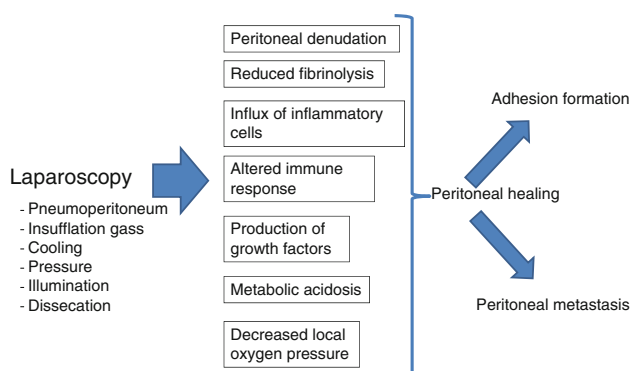 Laparoscopy
- Pneumoperitoneum
- Insufflation gass
- Cooling
- Pressure
- Illumination
- Dissecation
Peritoneal denudation
Reduced fibrinolysis
Influx of inflammatory
cells
Altered immune
response
Production of
growth factors
Metabolic acidosis
Decreased local
oxygen pressure
Peritoneal healing
Adhesion formation
Peritoneal metastasis